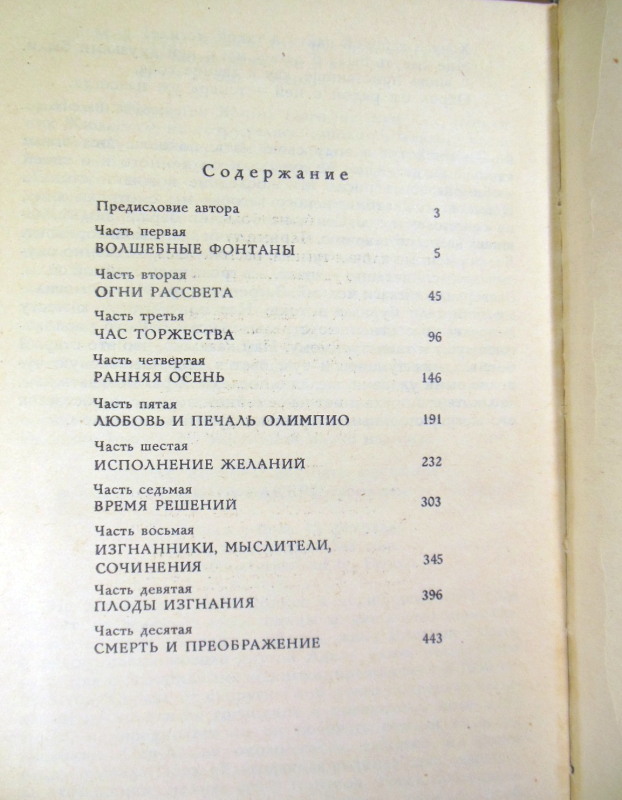 Содержание
Предисловие автора 3
Часть первая
ВОЛШЕБНЫЕ ФОНТАНЫ 5
Часть вторая
ОГНИ РАССВЕТА 45
Часть третья
ЧАС ТОРЖЕСТВА 96
Часть четвертая
РАННЯЯ ОСЕНЬ 146
Часть пятая
ЛЮБОВЬ И ПЕЧАЛЬ ОЛИМПИО 191
Часть шестая
ИСПОЛНЕНИЕ ЖЕЛАНИЙ 232
Часть седьмая
ВРЕМЯ РЕШЕНИЙ 303
Часть восьмая
ИЗГНАННИКИ, МЫСЛИТЕЛИ,
СОЧИНЕНИЯ 345
Часть девятая
ПЛОДЫ ИЗГНАНИЯ 396
Часть десятая
СМЕРТЬ И ПРЕОБРАЖЕНИЕ 443